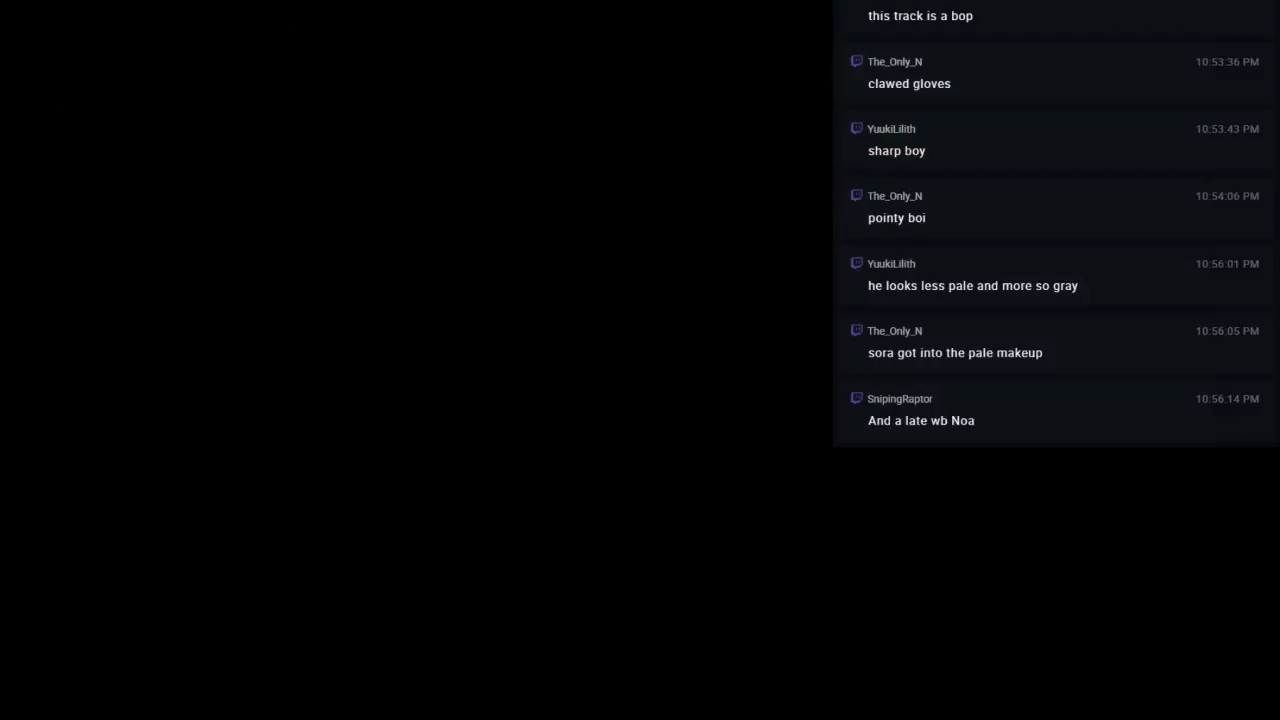 this track is a bop
The_Only_N 10:53:36 PM
clawed gloves
YuukiLilith 10:53:43 PM
sharp boy
The_Only_N 10:54:06 PM
pointy boi
YuukiLilith 10:56:01 PM
he looks less pale and more so gray
The_Only_N 10:56:05 PM
sora got into the pale makeup
SnipingRaptor 10:56:14 PM
And a late wb Noa